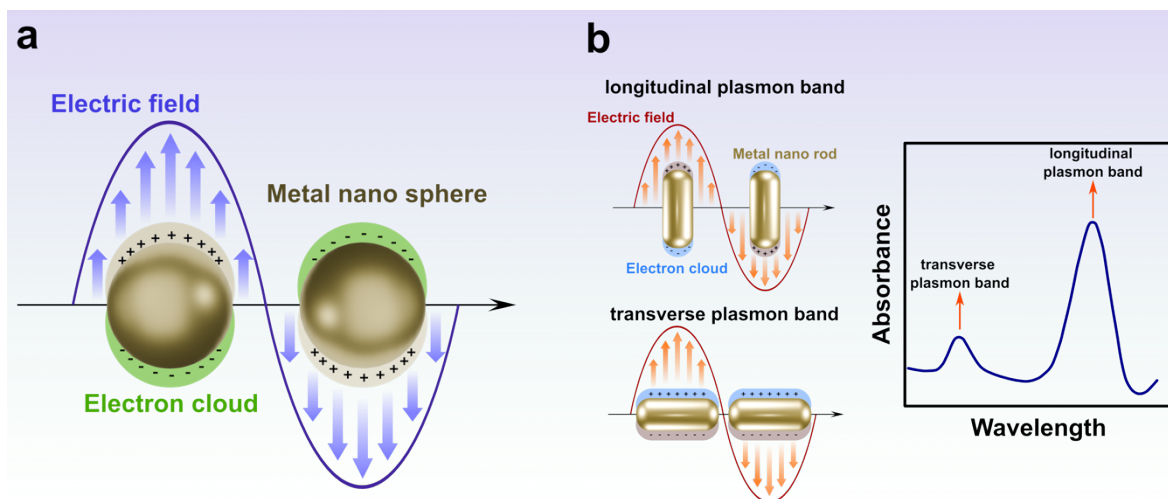 a
Electric field
Metal nano sphere
Electron cloud
b
longitudinal plasmon band
Electric field
Metal nano rod
Electron cloud
transverse plasmon band
longitudinal
plasmon band
transverse
plasmon band
Absorbance
Wavelength